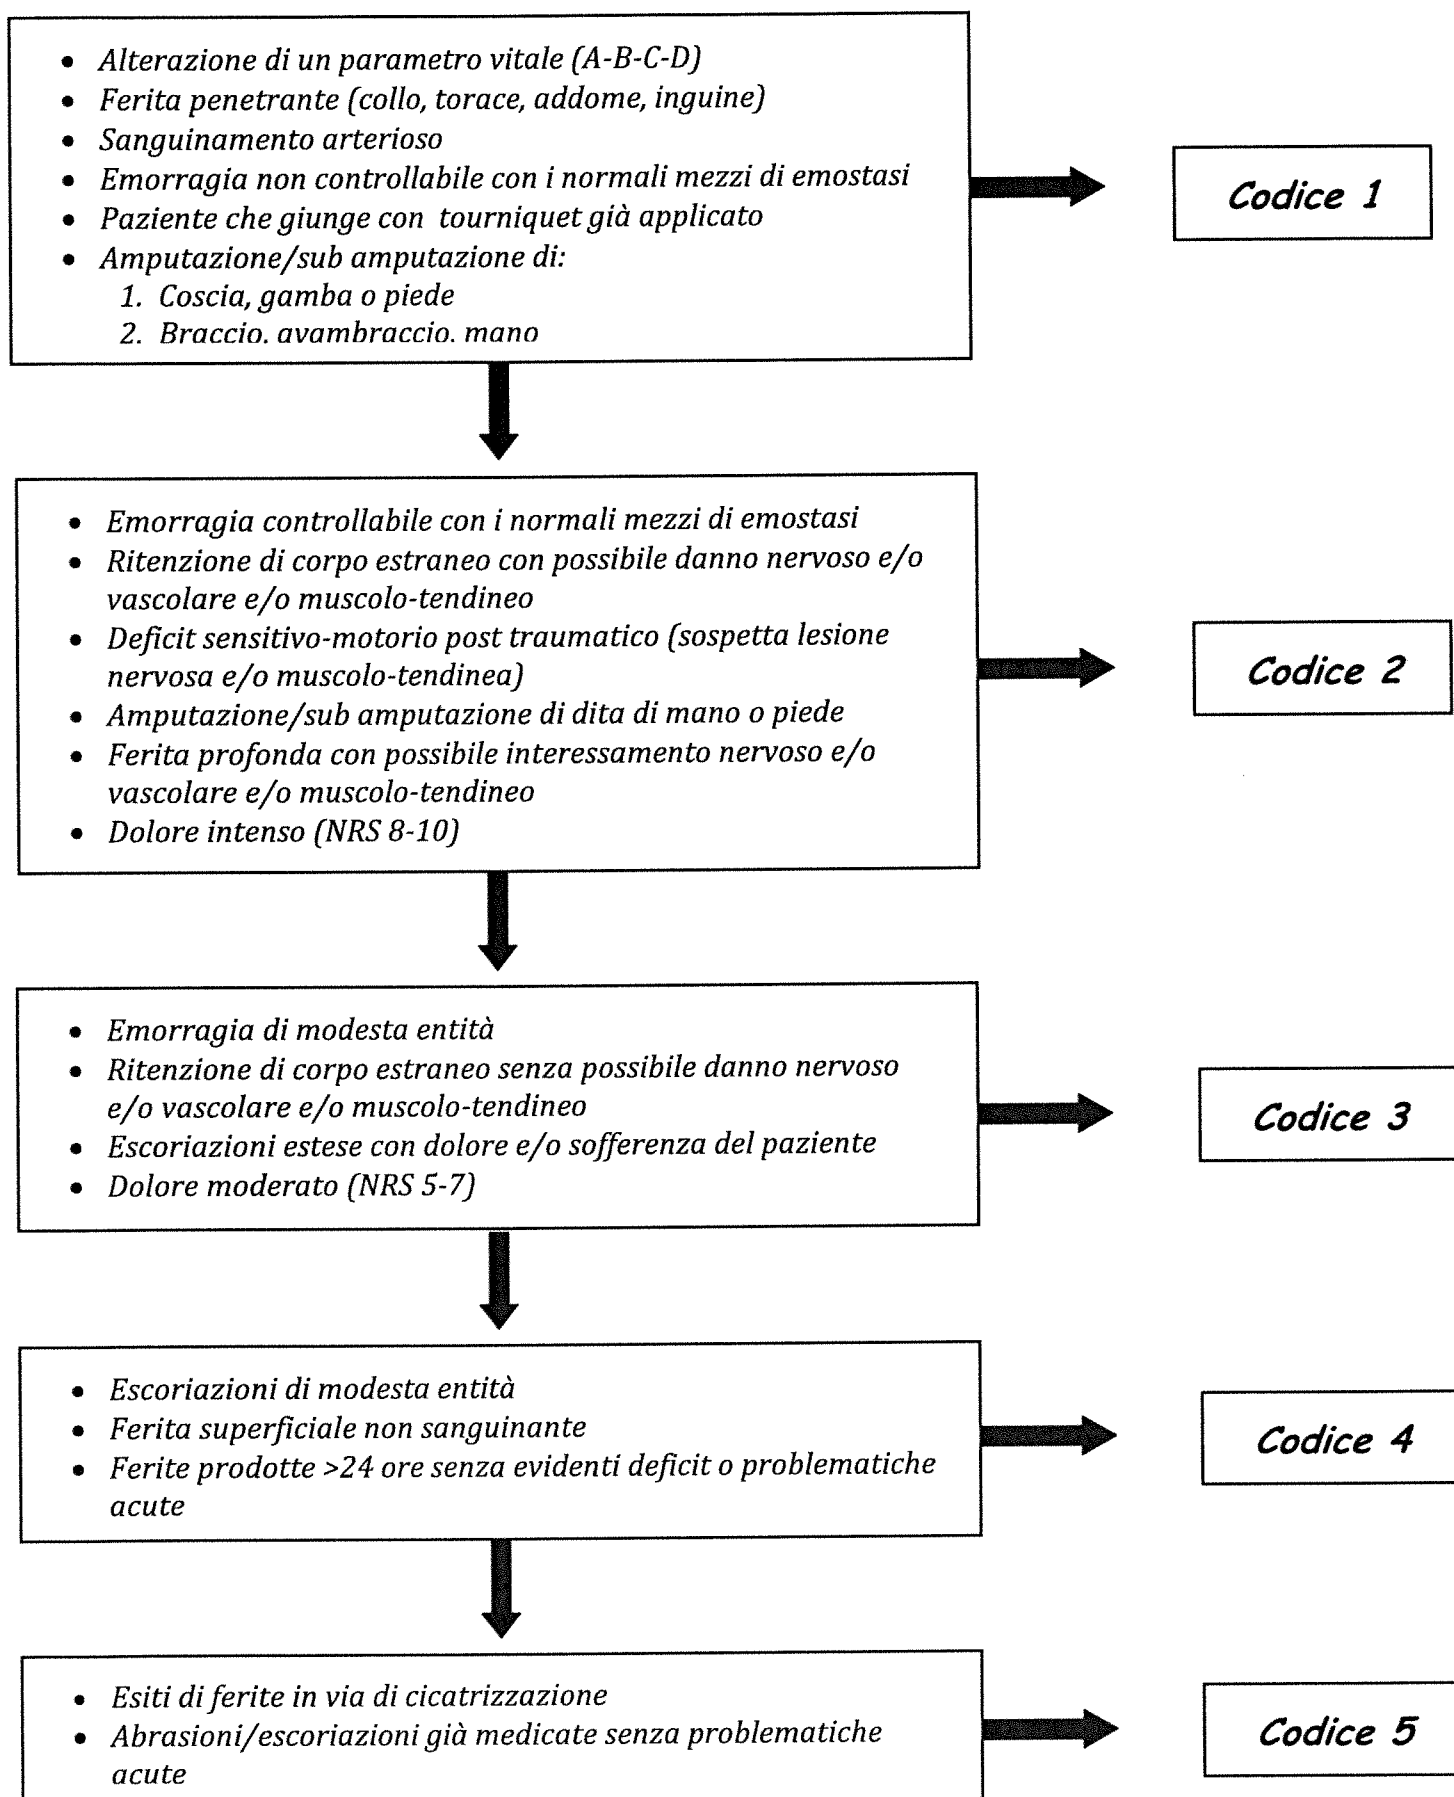 • Alterazione di un parametro vitale (A-B-C-D)
• Ferita penetrante (collo, torace, addome, inguine)
• Sanguinamento arterioso
• Emorragia non controllabile con i normali mezzi di emostasi
• Paziente che giunge con tourniquet già applicato
• Amputazione/sub amputazione di:
1. Coscia, gamba o piede
2. Braccio. avambraccio. mano
Codice 1
• Emorragia controllabile con i normali mezzi di emostasi
• Ritenzione di corpo estraneo con possibile danno nervoso e/o
vascolare e/o muscolo-tendineo
• Deficit sensitivo-motorio post traumatico (sospetta lesione
nervosa e/o muscolo-tendinea)
• Amputazione/sub amputazione di dita di mano o piede
• Ferita profonda con possibile interessamento nervoso e/o
vascolare e/o muscolo-tendineo
• Dolore intenso (NRS 8-10)
Codice 2
• Emorragia di modesta entità
• Ritenzione di corpo estraneo senza possibile danno nervoso
e/o vascolare e/o muscolo-tendineo
• Escoriazioni estese con dolore e/o sofferenza del paziente
• Dolore moderato (NRS 5-7)
Codice 3
• Escoriazioni di modesta entità
• Ferita superficiale non sanguinante
• Ferite prodotte >24 ore senza evidenti deficit o problematiche
acute
Codice 4
• Esiti di ferite in via di cicatrizzazione
• Abrasioni/escoriazioni già medicate senza problematiche
acute
Codice 5